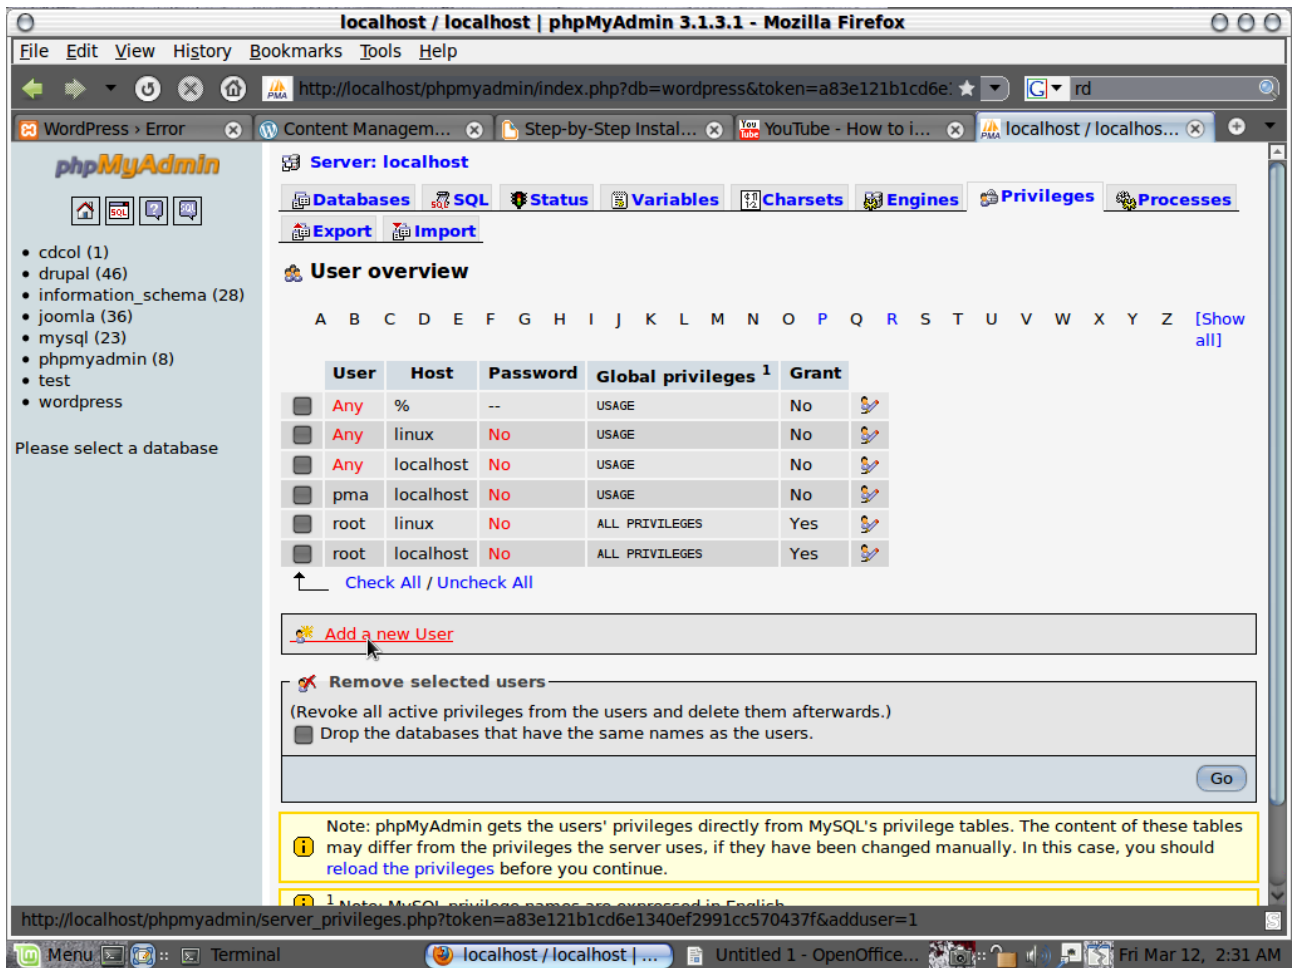 localhost / localhost | phpMyAdmin 3.1.3.1 - Mozilla Firefox
File Edit View History Bookmarks Tools Help
http://localhost/phpmyadmin/index.php?db=wordpress&token=a83e121b1cd6e
G rd
WordPress › Error Content Managem... Step-by-Step Instal... YouTube - How to i... localhost / localhos...
phpMyAdmin
Server: localhost
Databases SQL Status Variables Charsets Engines Privileges Processes
Export Import
SQL
cdcol (1)
drupal (46)
information_schema (28)
joomla (36)
mysql (23)
phpmyadmin (8)
test
wordpress
Please select a database
User overview
A B C D E F G H I J K L M N O P Q R S T U V W X Y Z [Show
all]
User Host Password Global privileges 1 Grant
Any % -- USAGE No
Any linux No USAGE No
Any localhost No USAGE No
pma localhost No USAGE No
root linux No ALL PRIVILEGES Yes
root localhost No ALL PRIVILEGES Yes
Check All / Uncheck All
Add a new User
Remove selected users
(Revoke all active privileges from the users and delete them afterwards.)
Drop the databases that have the same names as the users.
Go
Note: phpMyAdmin gets the users' privileges directly from MySQL's privilege tables. The content of these tables
may differ from the privileges the server uses, if they have been changed manually. In this case, you should
reload the privileges before you continue.
1 Note: MySQL privilege names are expressed in English
http://localhost/phpmyadmin/server_privileges.php?token=a83e121b1cd6e1340ef2991cc570437f&adduser=1
Menu Terminal localhost / localhost | ... Untitled 1 - OpenOffice... Fri Mar 12, 2:31 AM